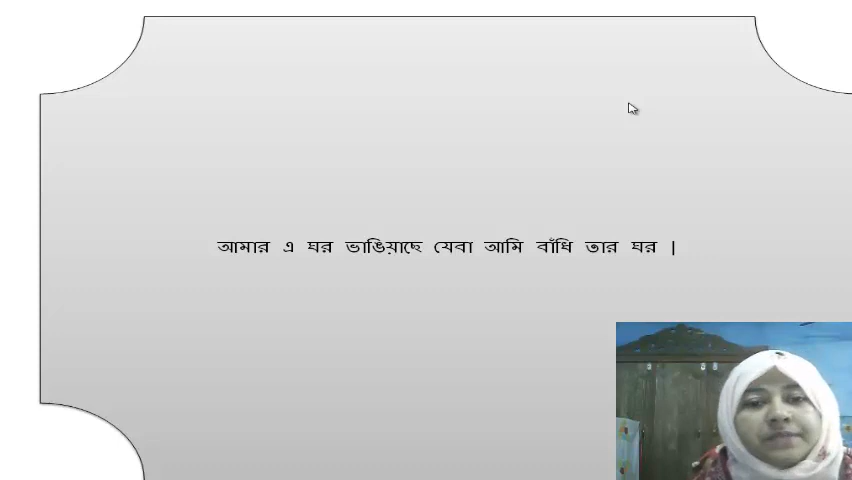 আমার এ ঘর ভাঙিয়াছে যেবা আমি বাঁধি তার ঘর |